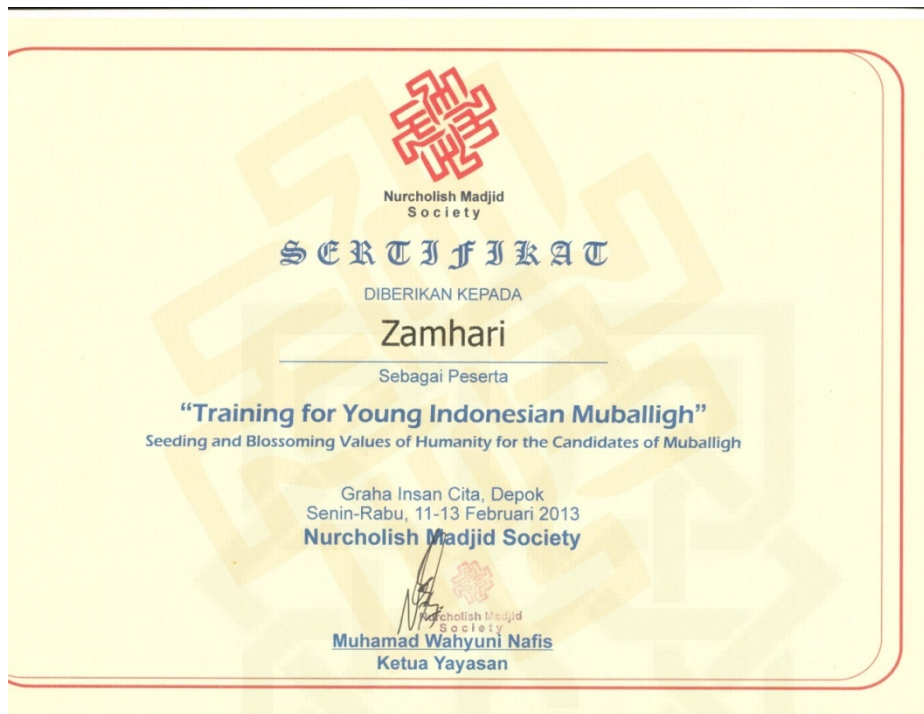 Nurcholish Madjid
Society
SERTIFIKAT
DIBERIKAN KEPADA
Zamhari
Sebagai Peserta
“Training for Young Indonesian Muballigh”
Seeding and Blossoming Values of Humanity for the Candidates of Muballigh
Graha Insan Cita, Depok
Senin-Rabu, 11-13 Februari 2013
Nurcholish Madjid Society
Nurcholish Madjid
Society
Muhamad Wahyuni Nafis
Ketua Yayasan